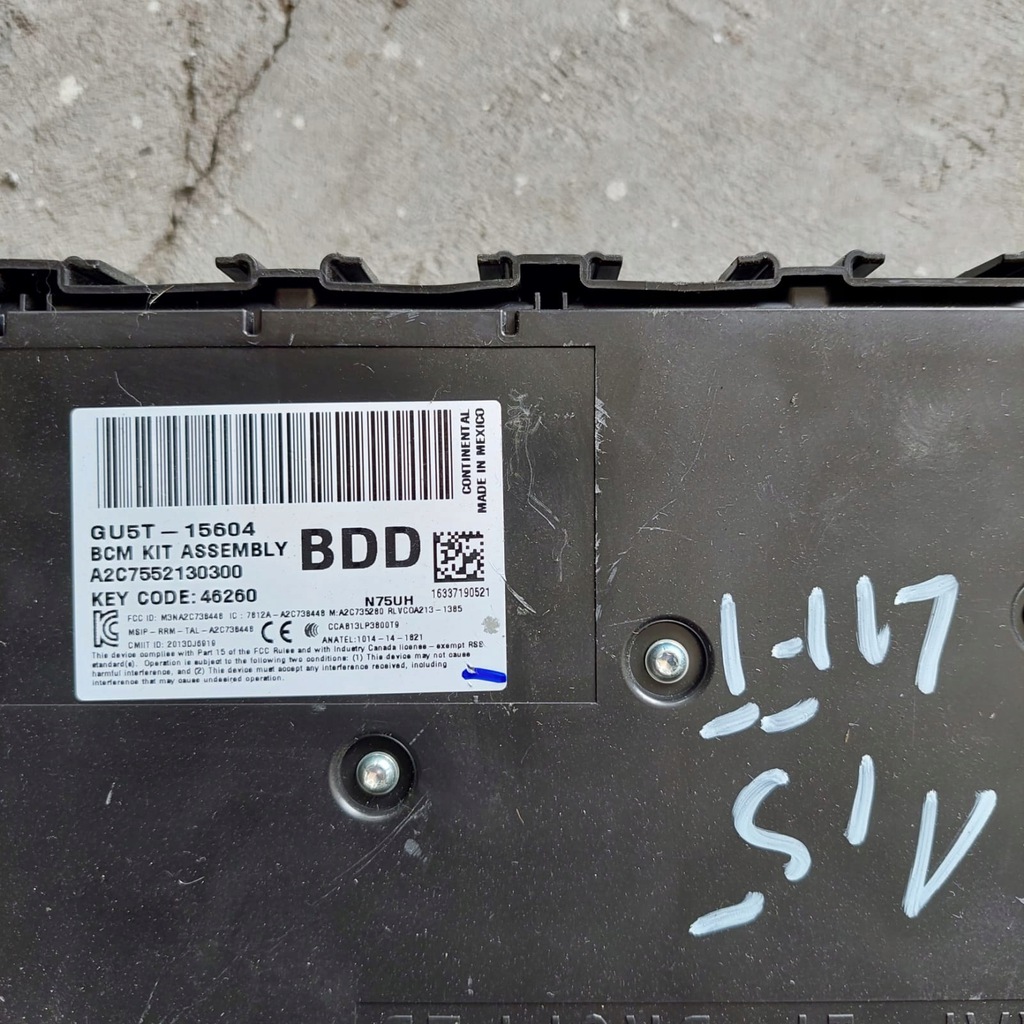 CONTINENTAL
MADE IN MEXICO
GU5T-15604
BCM KIT ASSEMBLY
BDD
A2C7552130300
KEY CODE: 46260
16337190521
N75UH
FCC ID: M3NA2C738448 IC: 7812A-A2C738448 M:A2C735280 RLVCOA213-1385
MSIP-RRM-TAL-A2C738448
CE
CCAB13LP3800T9
CMIIT ID: 2013DJ6919
ANATEL:1014-14-1821
This device complies with Part 15 of the FCC Rules and with Industry Canada license-exempt RSS
standard(s). Operation is subject to the following two conditions: (1) This device may not cause
harmful interference, and (2) This device must accept any interference received, including
interference that may cause undesired operation.